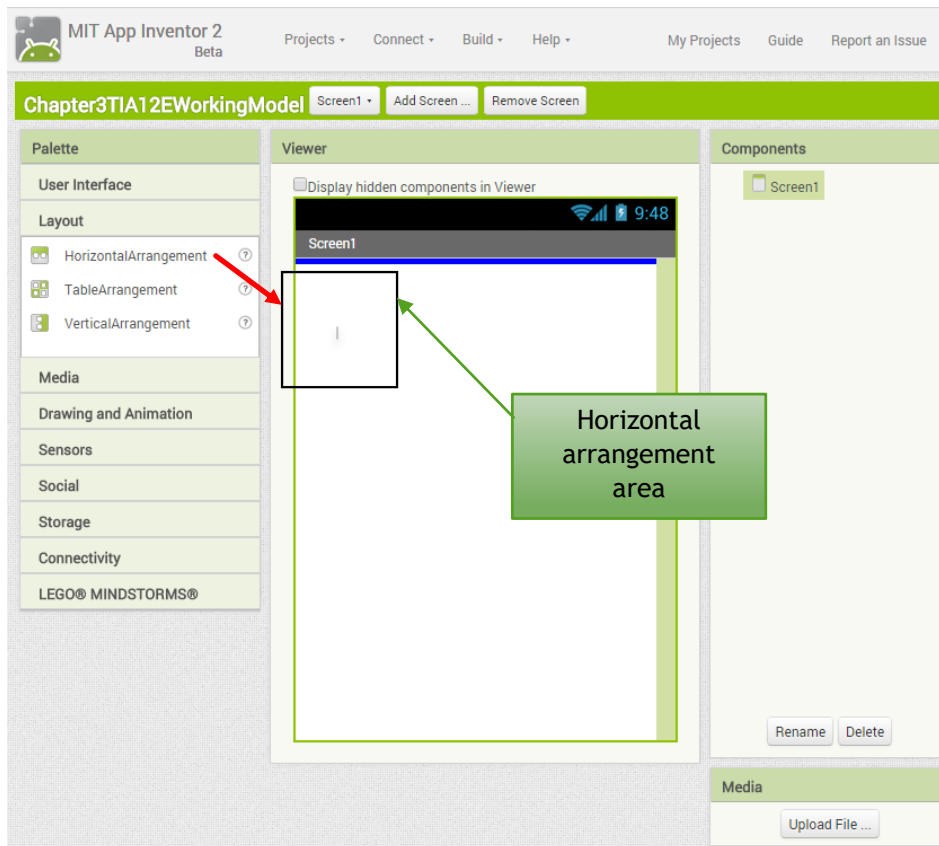 MIT App Inventor 2
Beta
Projects
Connect
Build
Help
My Projects
Guide
Report an Issue
Chapter3TIA12EWorkingModel
Screen1
Add Screen ...
Remove Screen
Palette
User Interface
Layout
HorizontalArrangement ?
TableArrangement ?
VerticalArrangement ?
Media
Drawing and Animation
Sensors
Social
Storage
Connectivity
LEGO® MINDSTORMS®
Viewer
Display hidden components in Viewer
9:48
Screen1
Horizontal
arrangement
area
Components
Screen1
Rename
Delete
Media
Upload File ...